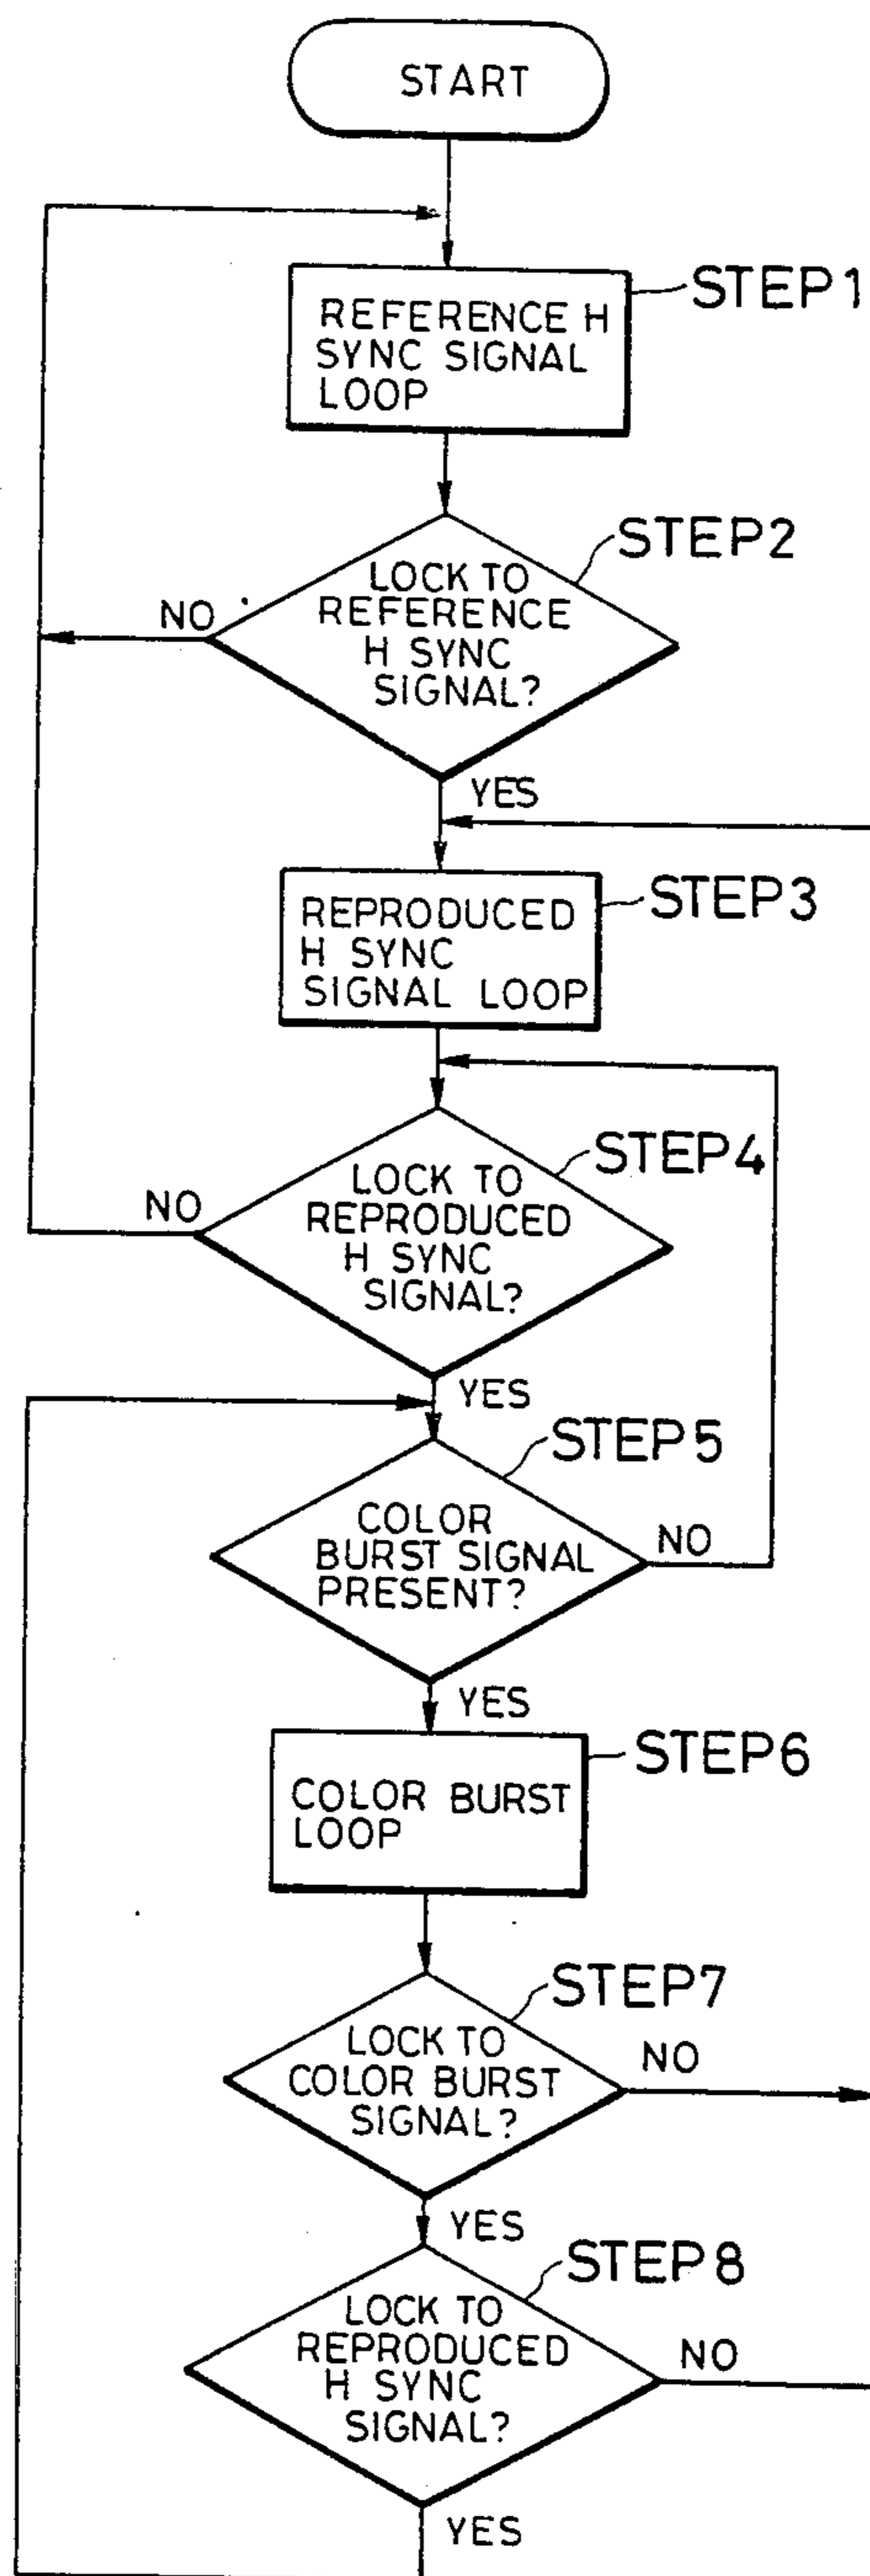 START
STEP1
REFERENCE H
SYNC SIGNAL
LOOP
STEP2
LOCK TO
REFERENCE
H SYNC
SIGNAL?
NO
YES
STEP3
REPRODUCED
H SYNC
SIGNAL LOOP
STEP4
LOCK TO
REPRODUCED
H SYNC
SIGNAL?
NO
YES
STEP5
COLOR
BURST SIGNAL
PRESENT?
NO
YES
STEP6
COLOR BURST
LOOP
STEP7
LOCK TO
COLOR BURST
SIGNAL?
NO
YES
STEP8
LOCK TO
REPRODUCED
H SYNC
SIGNAL?
NO
YES